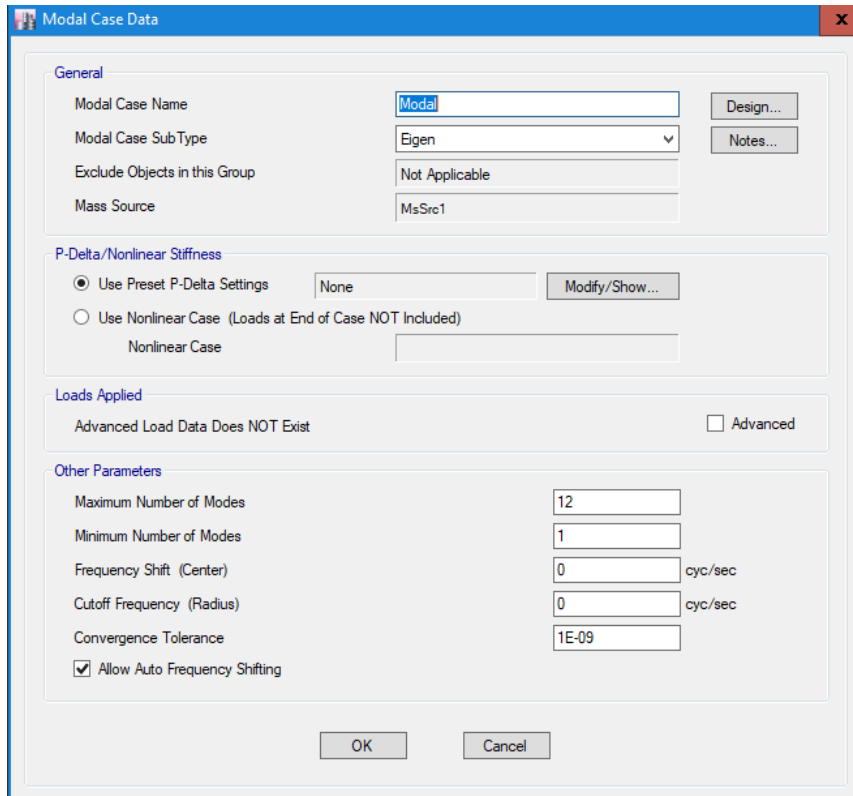 Modal Case Data
General
Modal Case Name Modal Design...
Modal Case SubType Eigen Notes...
Exclude Objects in this Group Not Applicable
Mass Source MsSrc1
P-Delta/Nonlinear Stiffness
Use Preset P-Delta Settings None Modify/Show...
Use Nonlinear Case (Loads at End of Case NOT Included)
Nonlinear Case
Loads Applied
Advanced Load Data Does NOT Exist Advanced
Other Parameters
Maximum Number of Modes 12
Minimum Number of Modes 1
Frequency Shift (Center) 0 cyc/sec
Cutoff Frequency (Radius) 0 cyc/sec
Convergence Tolerance 1E-09
Allow Auto Frequency Shifting
OK Cancel